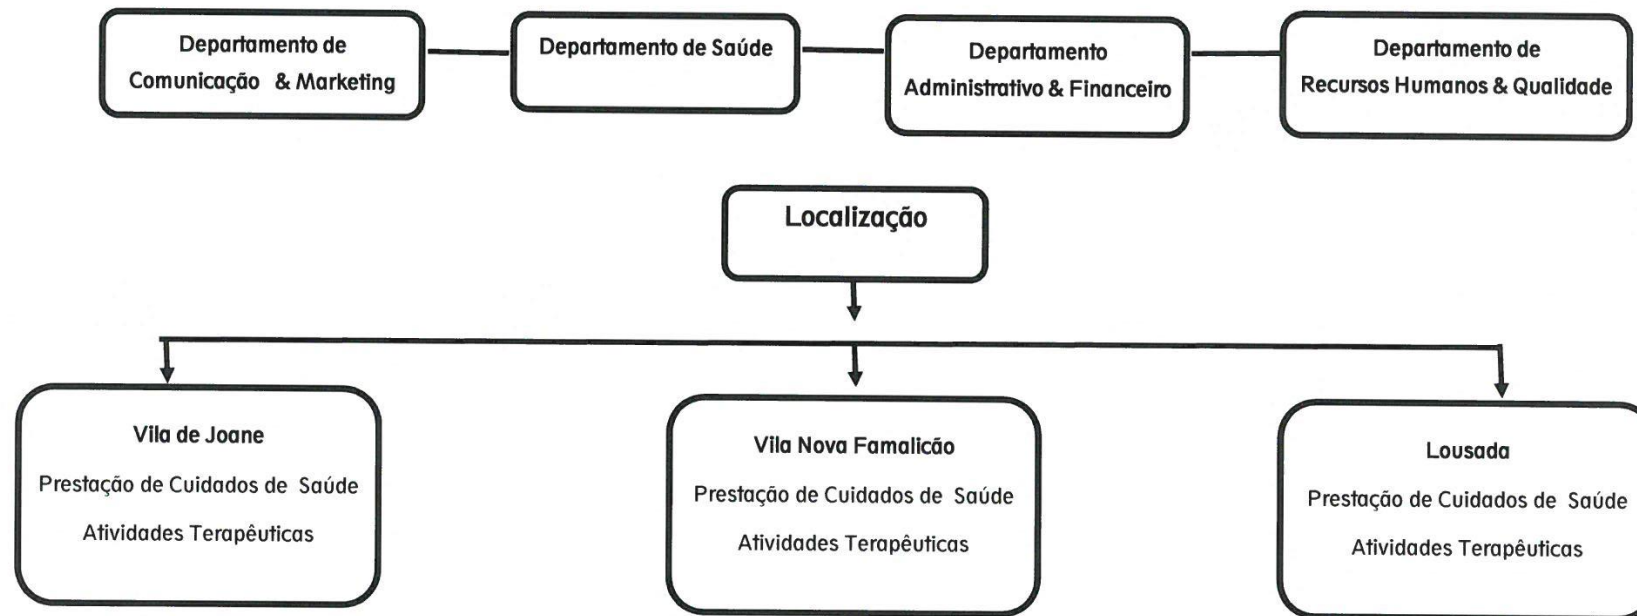 Departamento de
Comunicação & Marketing
Departamento de Saúde
Departamento
Administrativo & Financeiro
Departamento de
Recursos Humanos & Qualidade
Localização
Vila de Joane
Prestação de Cuidados de Saúde
Atividades Terapêuticas
Vila Nova Famalicão
Prestação de Cuidados de Saúde
Atividades Terapêuticas
Lousada
Prestação de Cuidados de Saúde
Atividades Terapêuticas